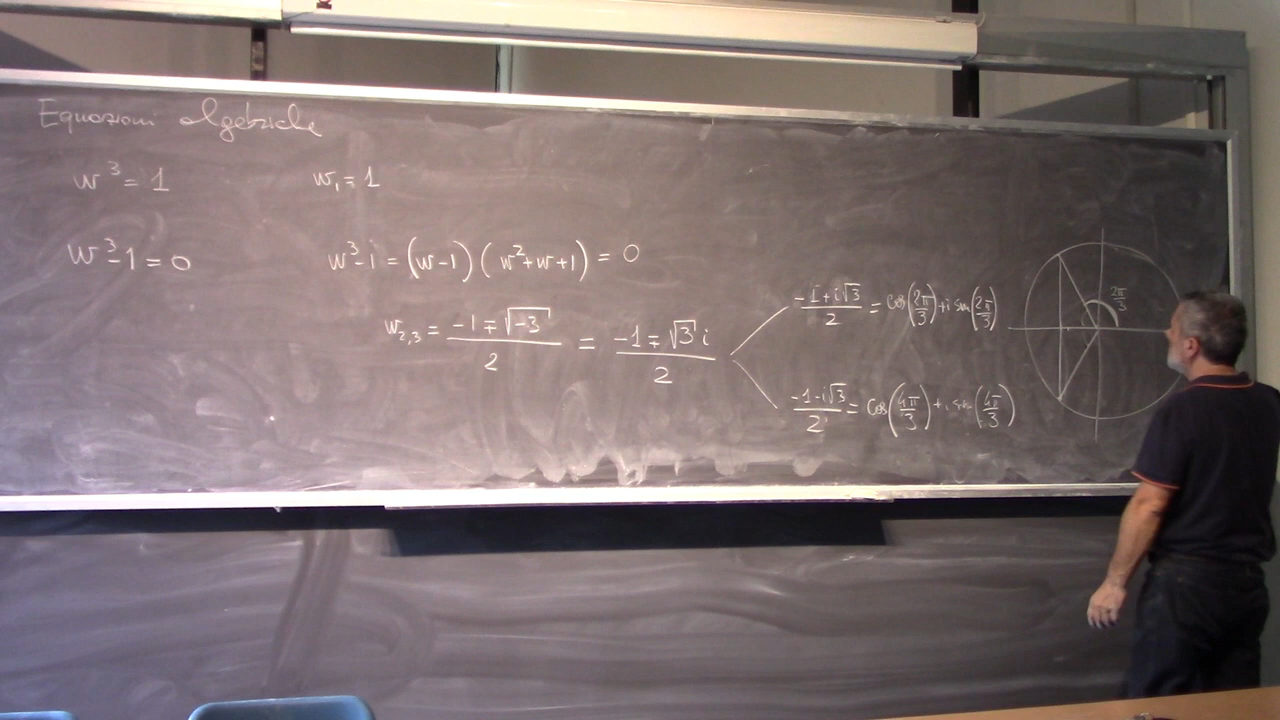 Equazioni algebriche
w³ = 1 w₁ = 1
w³-1 = 0 w³-1 = (w-1) (w²+w+1) = 0
w₂,₃ = (-1∓√-3)/2 = (-1∓√3 i)/2
(-1+i√3)/2 = cos(2π/3)+i sin(2π/3)
(-1-i√3)/2 = cos(4π/3)+i sin(4π/3)
2π/3